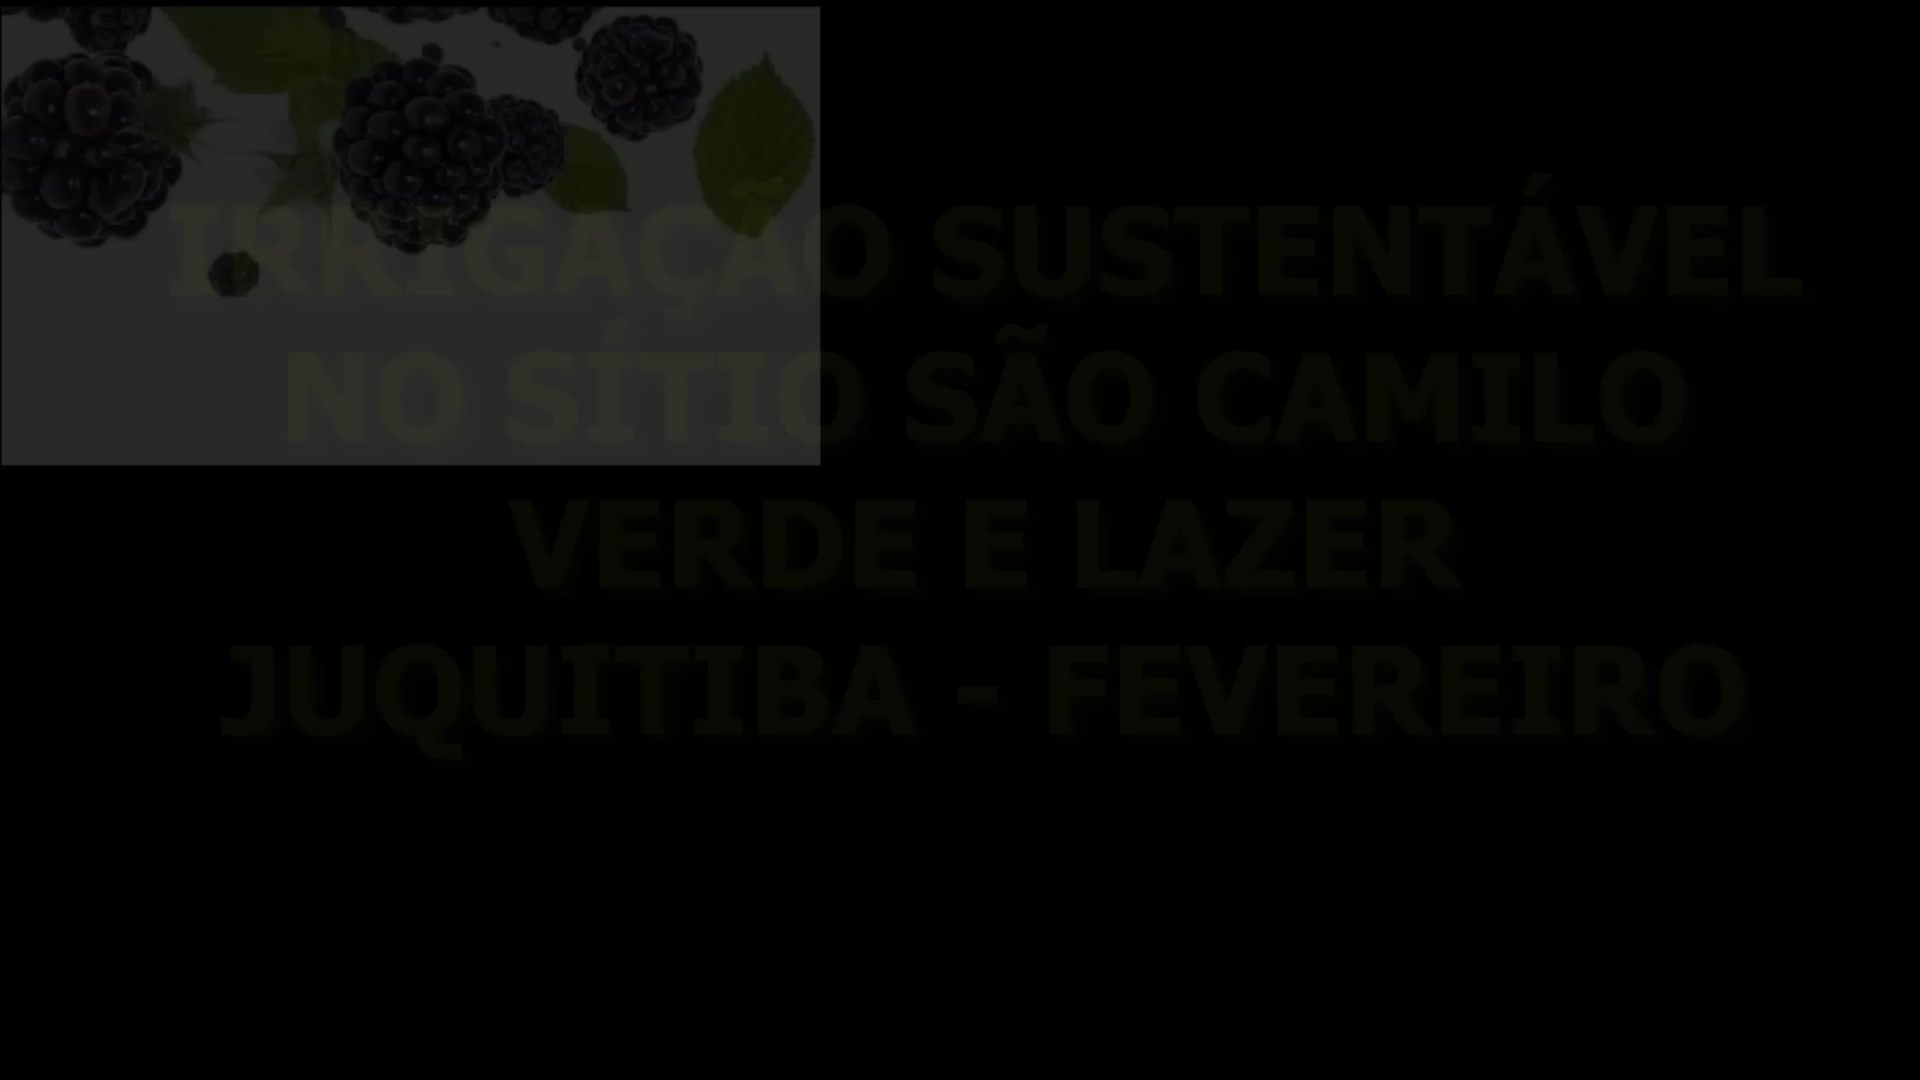 IRRIGAÇÃO SUSTENTÁVEL
NO SÍTIO SÃO CAMILO
VERDE E LAZER
JUQUITIBA - FEVEREIRO